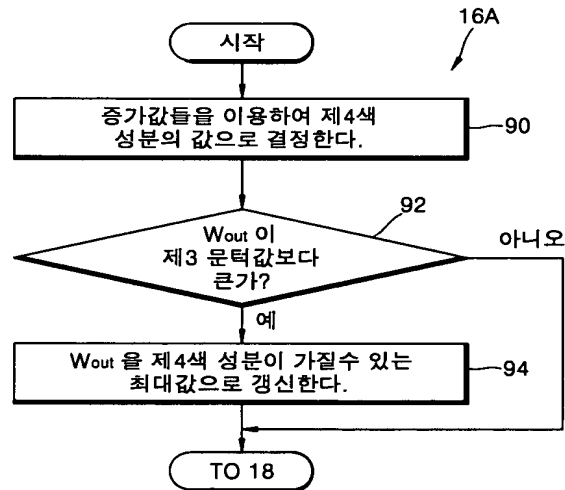 16A
시작
증가값들을 이용하여 제4색
성분의 값으로 결정한다.
90
92
Wout 이
제3 문턱값보다
큰가?
아니오
예
Wout 을 제4색 성분이 가질수 있는
최대값으로 갱신한다.
94
TO 18